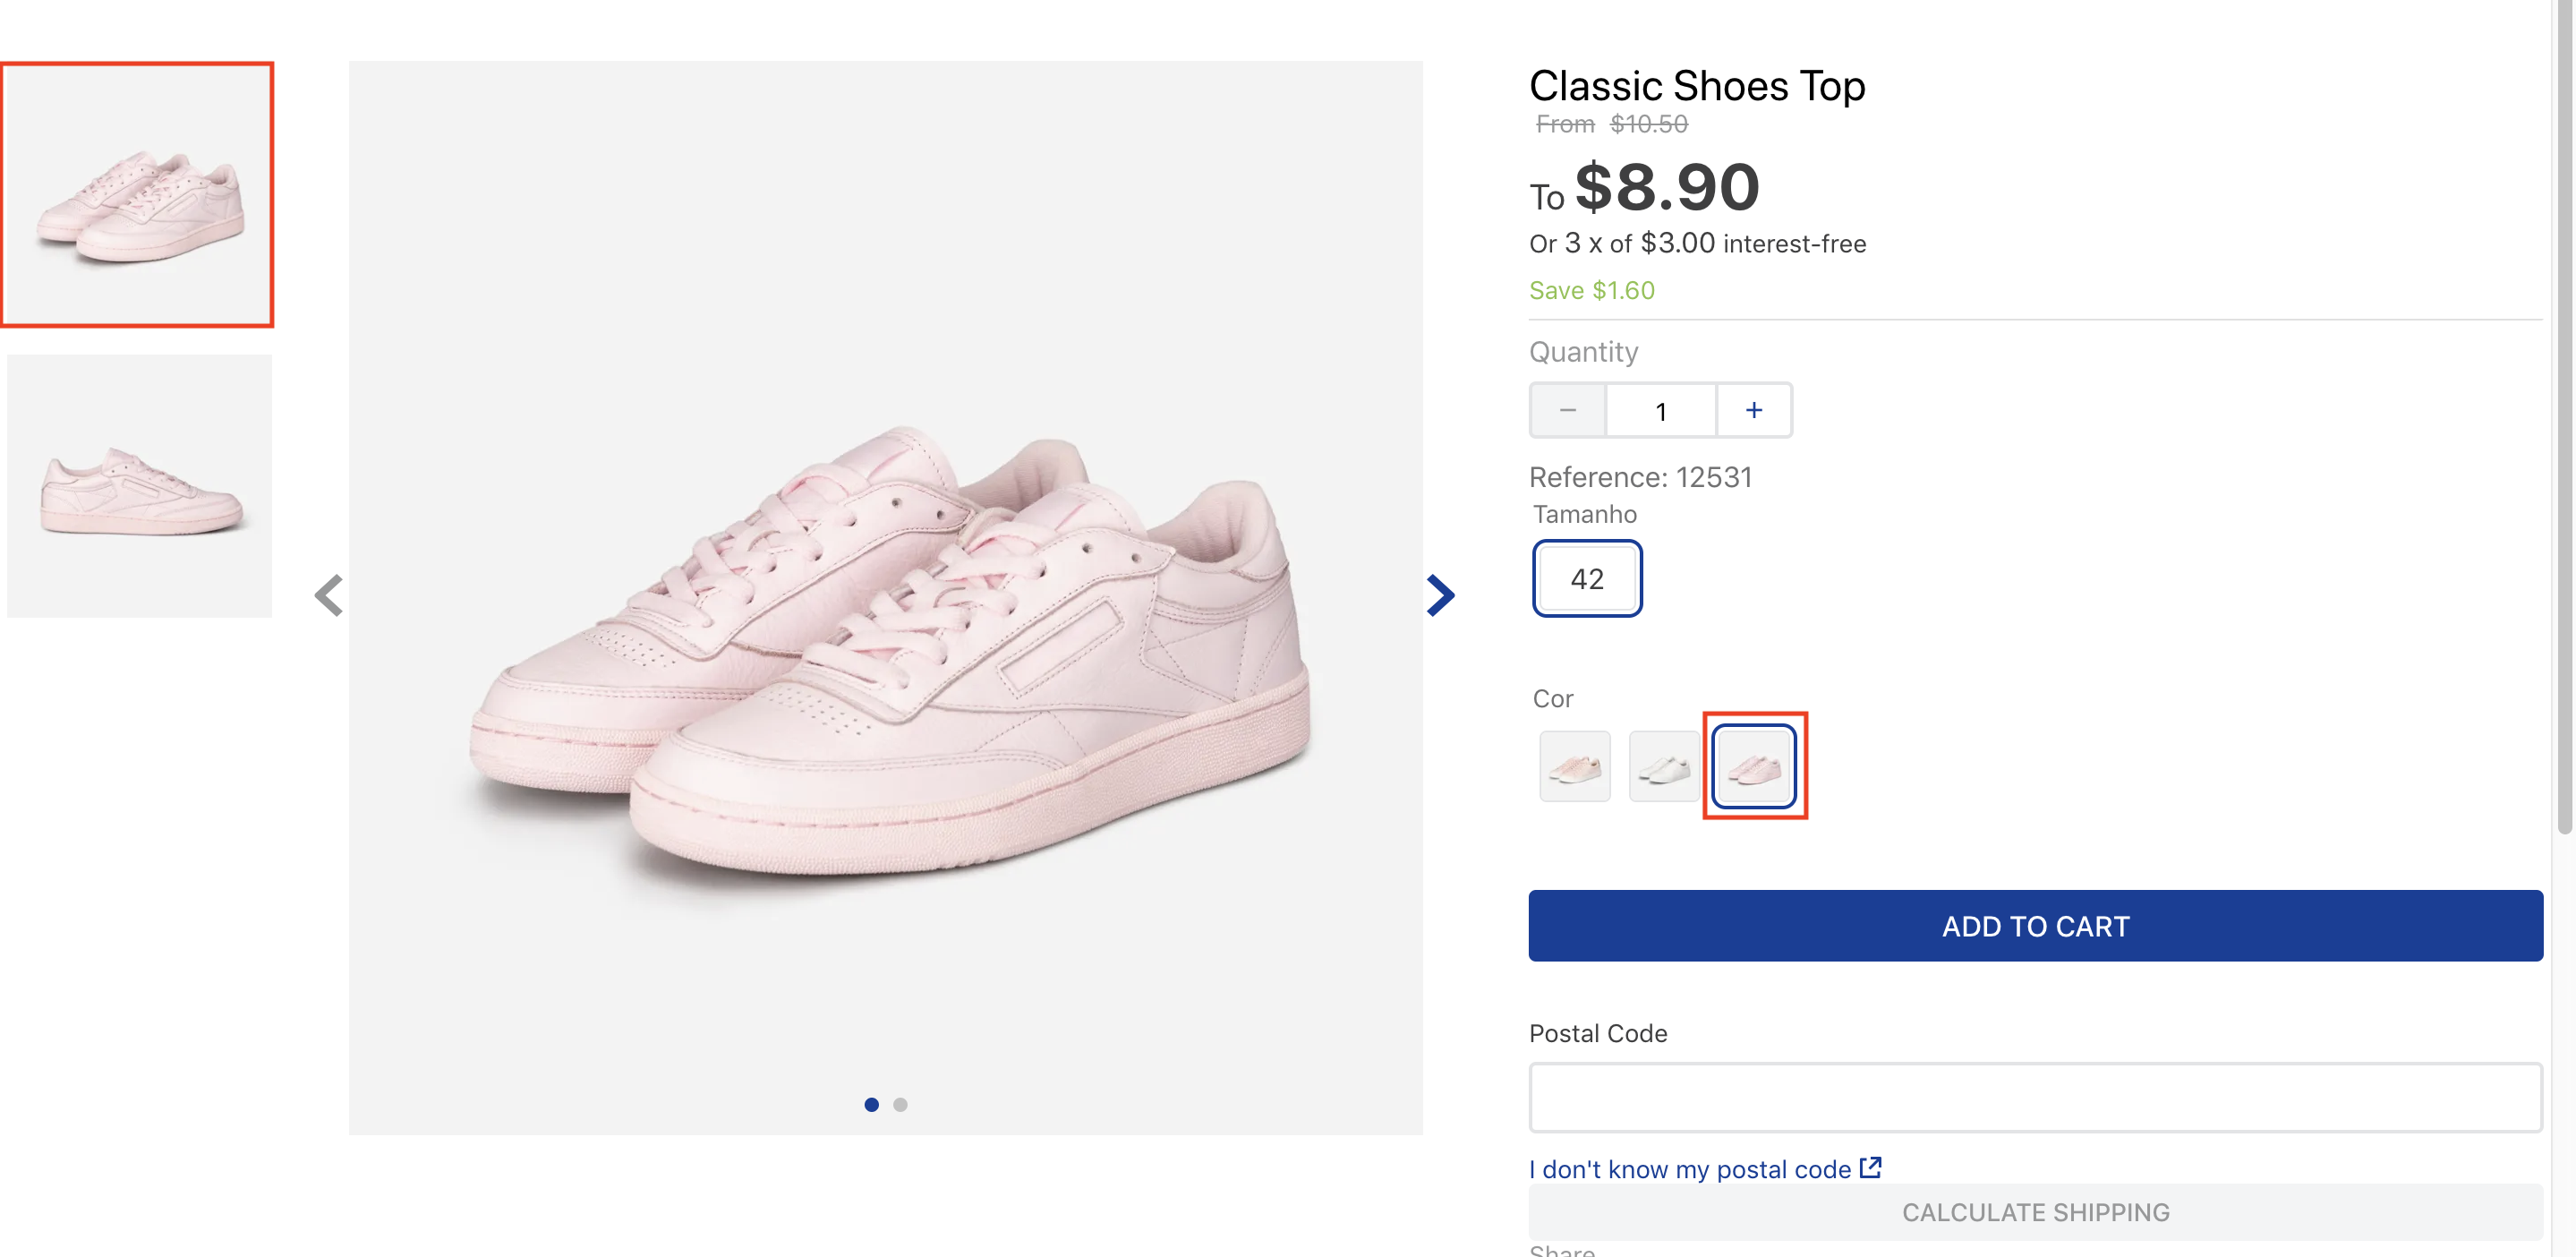 Classic Shoes Top
From $10.50
To $8.90
Or 3 x of $3.00 interest-free
Save $1.60
Quantity
− 1 +
Reference: 12531
Tamanho
42
Cor
ADD TO CART
Postal Code
I don't know my postal code
CALCULATE SHIPPING
Share